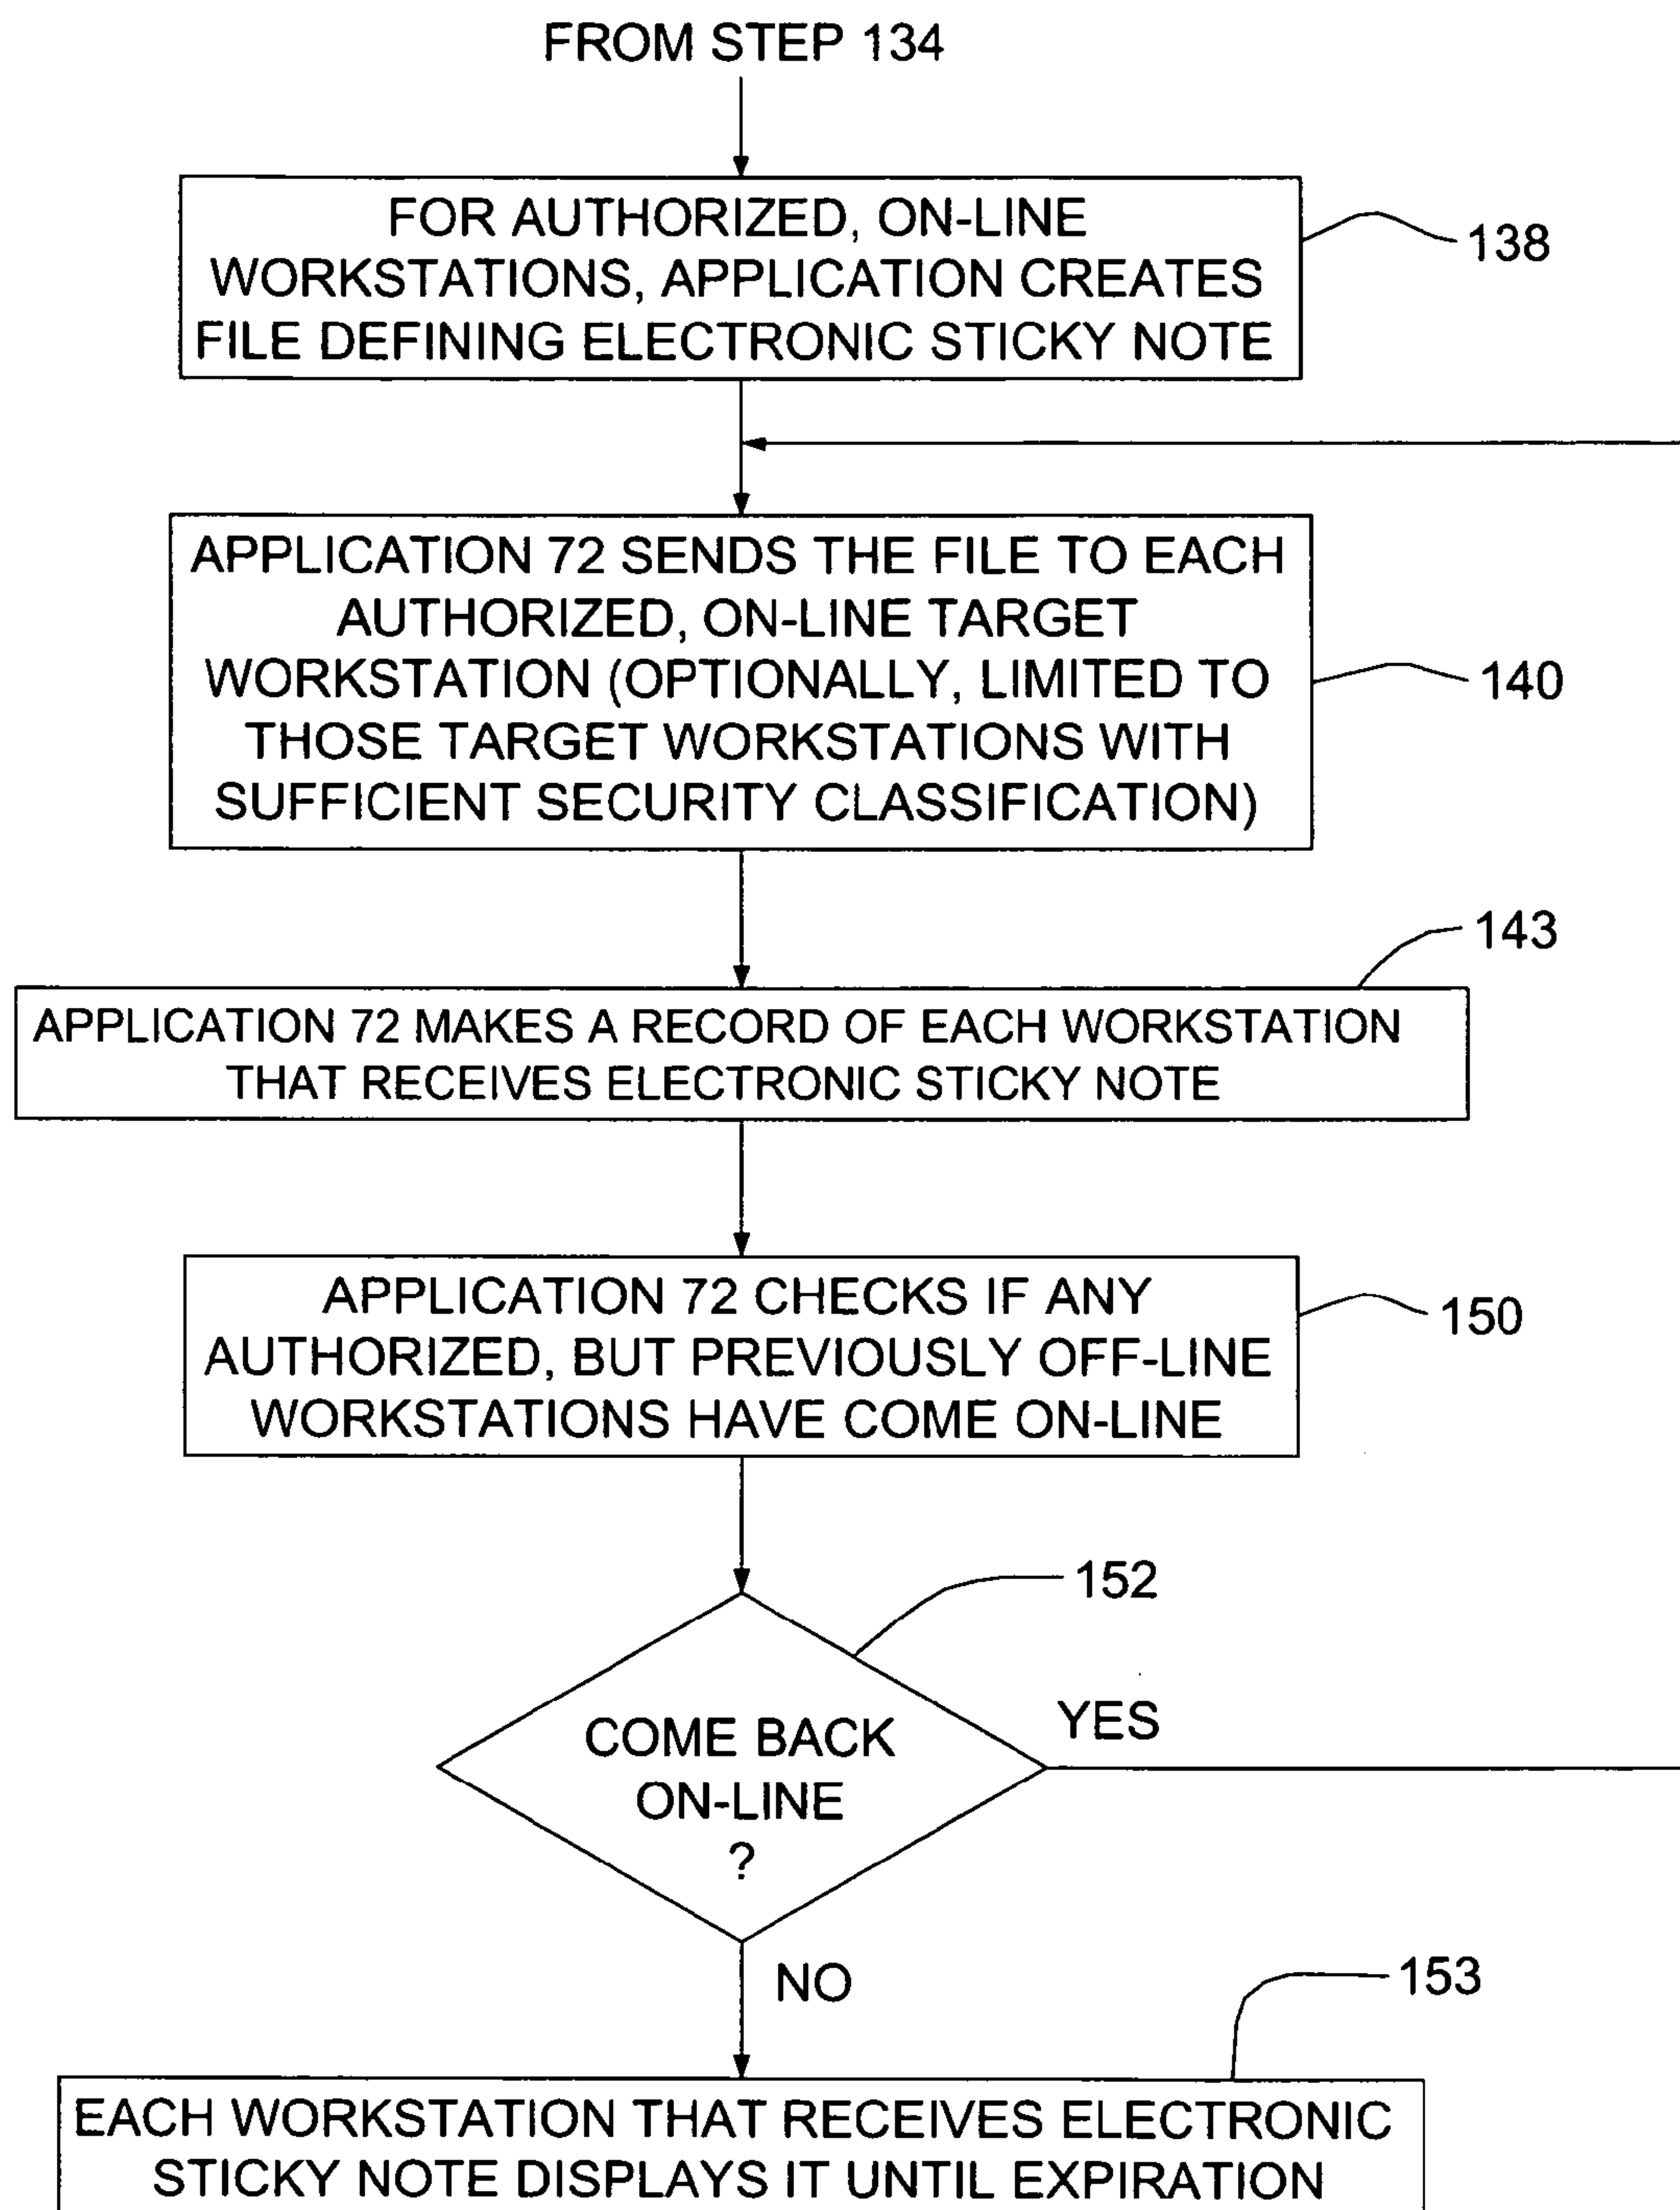 FROM STEP 134
FOR AUTHORIZED, ON-LINE
WORKSTATIONS, APPLICATION CREATES
FILE DEFINING ELECTRONIC STICKY NOTE
138
APPLICATION 72 SENDS THE FILE TO EACH
AUTHORIZED, ON-LINE TARGET
WORKSTATION (OPTIONALLY, LIMITED TO
THOSE TARGET WORKSTATIONS WITH
SUFFICIENT SECURITY CLASSIFICATION)
140
143
APPLICATION 72 MAKES A RECORD OF EACH WORKSTATION
THAT RECEIVES ELECTRONIC STICKY NOTE
APPLICATION 72 CHECKS IF ANY
AUTHORIZED, BUT PREVIOUSLY OFF-LINE
WORKSTATIONS HAVE COME ON-LINE
150
152
COME BACK
ON-LINE
?
YES
NO
153
EACH WORKSTATION THAT RECEIVES ELECTRONIC
STICKY NOTE DISPLAYS IT UNTIL EXPIRATION